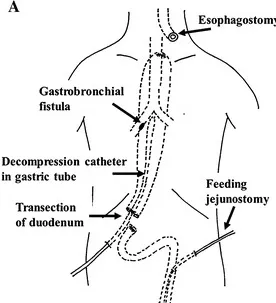 A
Esophagostomy
Gastrobronchial
fistula
Decompression catheter
in gastric tube
Feeding
jejunostomy
Transection
of duodenum